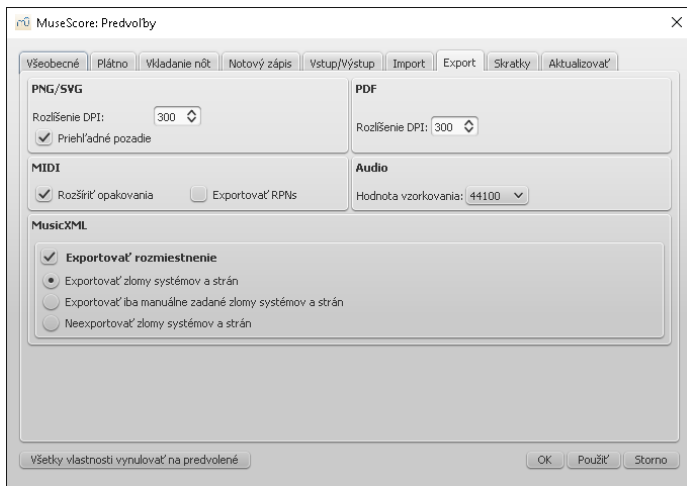 MuseScore: Predvoľby
Všeobecné Plátno Vkladanie nôt Notový zápis Vstup/Výstup Import Export Skratky Aktualizovať
PNG/SVG
Rozlíšenie DPI: 300
Priehľadné pozadie
PDF
Rozlíšenie DPI: 300
MIDI
Rozšíriť opakovania Exportovať RPNs
Audio
Hodnota vzorkovania: 44100
MusicXML
Exportovať rozmiestnenie
Exportovať zlomy systémov a strán
Exportovať iba manuálne zadané zlomy systémov a strán
Neexportovať zlomy systémov a strán
Všetky vlastnosti vynulovať na predvolené OK Použiť Storno